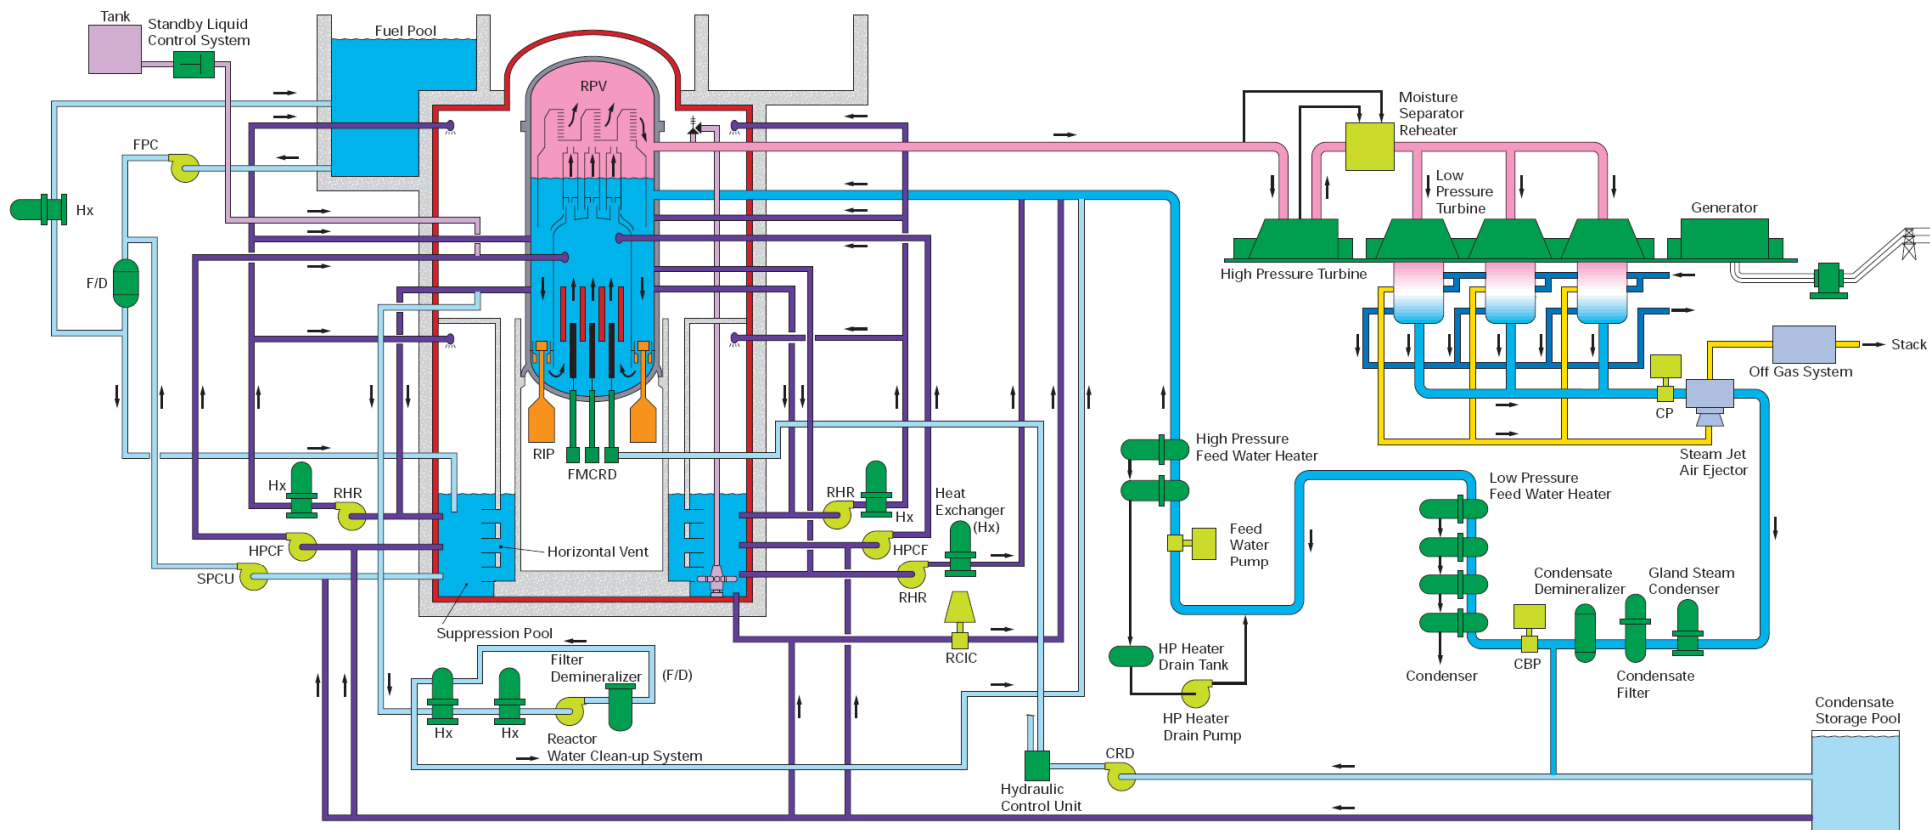 Tank
Standby Liquid
Control System
Fuel Pool
RPV
Moisture
Separator
Reheater
FPC
Hx
F/D
Low
Pressure
Turbine
Generator
High Pressure Turbine
Stack
Off Gas System
CP
Steam Jet
Air Ejector
RIP
FMCRD
High Pressure
Feed Water Heater
Low Pressure
Feed Water Heater
Hx
RHR
RHR
Hx
Heat
Exchanger
(Hx)
HPCF
HPCF
Horizontal Vent
SPCU
RHR
Feed
Water
Pump
Condensate
Demineralizer
Gland Steam
Condenser
Suppression Pool
RCIC
Filter
Demineralizer
(F/D)
HP Heater
Drain Tank
Condenser
CBP
Condensate
Filter
Hx
Hx
Reactor
Water Clean-up System
HP Heater
Drain Pump
Condensate
Storage Pool
CRD
Hydraulic
Control Unit